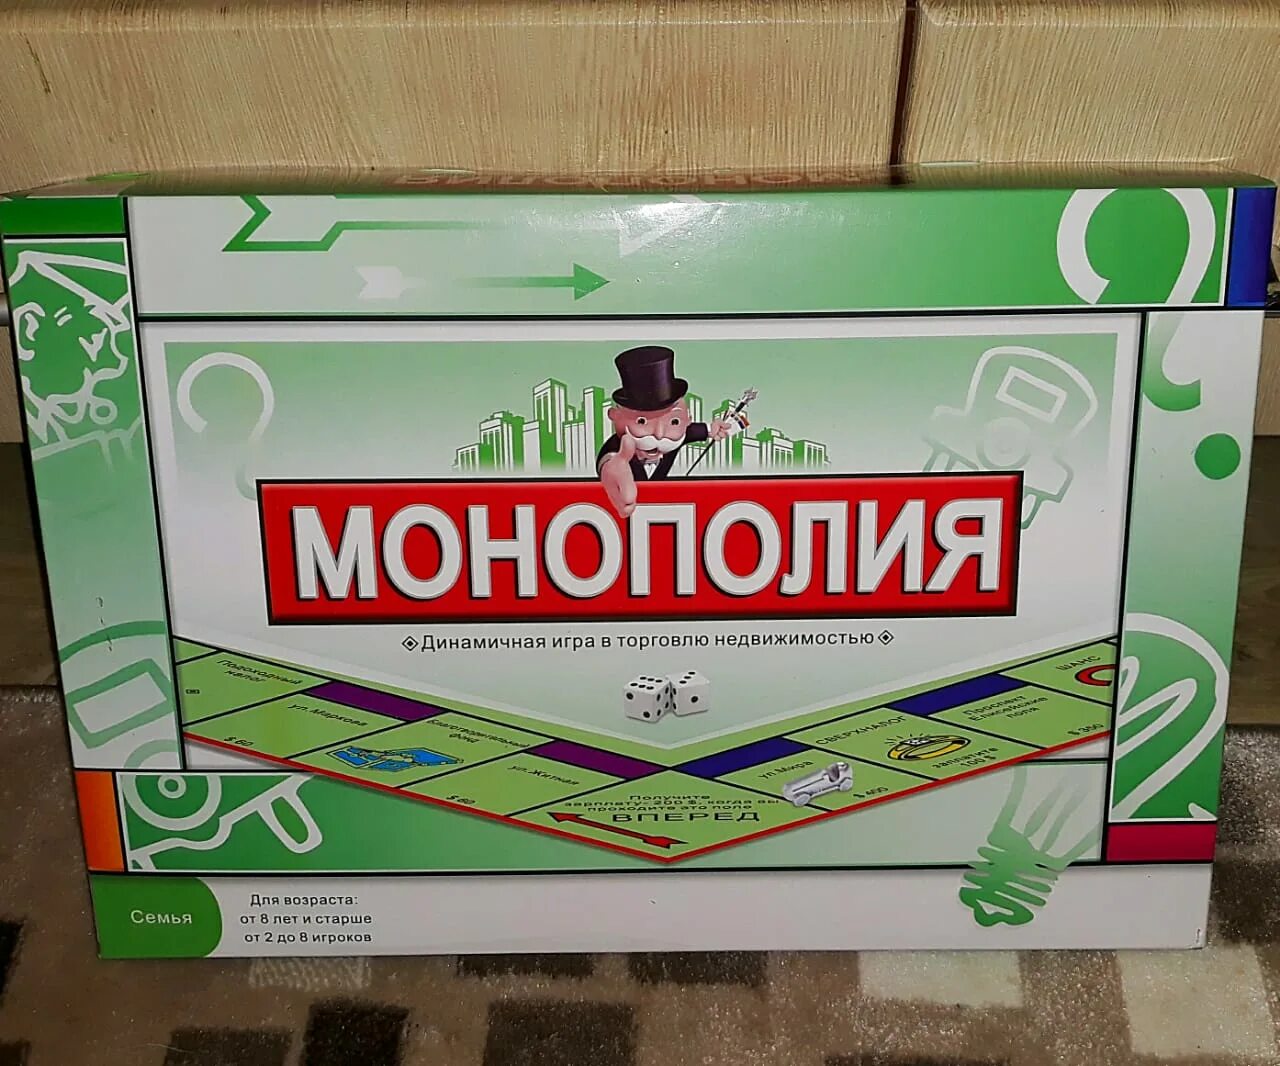 МОНОПОЛИЯ
Динамичная игра в торговлю недвижимостью
Подоходный
налог
$ 60
ул. Маркова
Благотворительный
фонд
$ 60
ул. Житная
Получите
зарплату- 200 $, когда вы
проходите это поле
ВПЕРЕД
ул. Мира
$ 400
СВЕРХНАЛОГ
заплатите
100 $
Проспект
Елисейские
поля
$ 350
ШАНС
Семья
Для возраста:
от 8 лет и старше
от 2 до 8 игроков